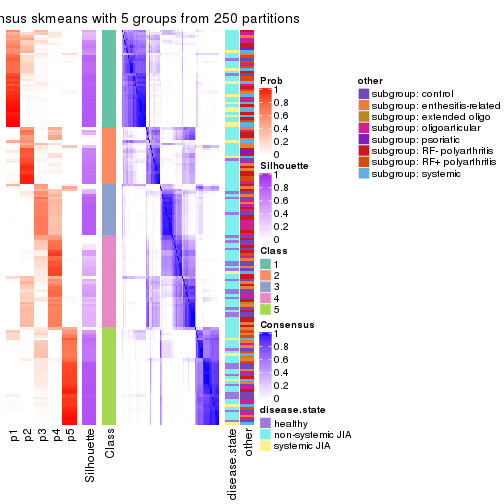 nsus skmeans with 5 groups from 250 partitions
Prob
1
0.8
0.6
0.4
0.2
0
Silhouette
1
0.8
0.6
0.4
0.2
0
Class
1
2
3
4
5
Consensus
1
0.8
0.6
0.4
0.2
0
disease.state
healthy
non-systemic JIA
systemic JIA
other
subgroup: control
subgroup: enthesitis-related
subgroup: extended oligo
subgroup: oligoarticular
subgroup: psoriatic
subgroup: RF- polyarthritis
subgroup: RF+ polyarthritis
subgroup: systemic
p1
p2
p3
p4
p5
Silhouette
Class
disease.state
other